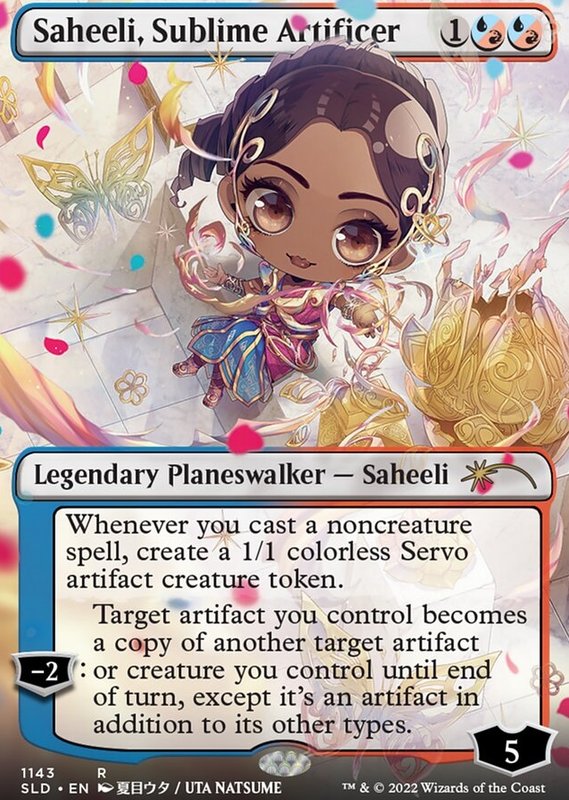 Saheeli, Sublime Artificer 1
Legendary Planeswalker — Saheeli
Whenever you cast a noncreature
spell, create a 1/1 colorless Servo
artifact creature token.
Target artifact you control becomes
a copy of another target artifact
−2 : or creature you control until end
of turn, except it's an artifact in
addition to its other types.
5
1143 R
SLD • EN 夏目ウタ / UTA NATSUME
™ & © 2022 Wizards of the Coast